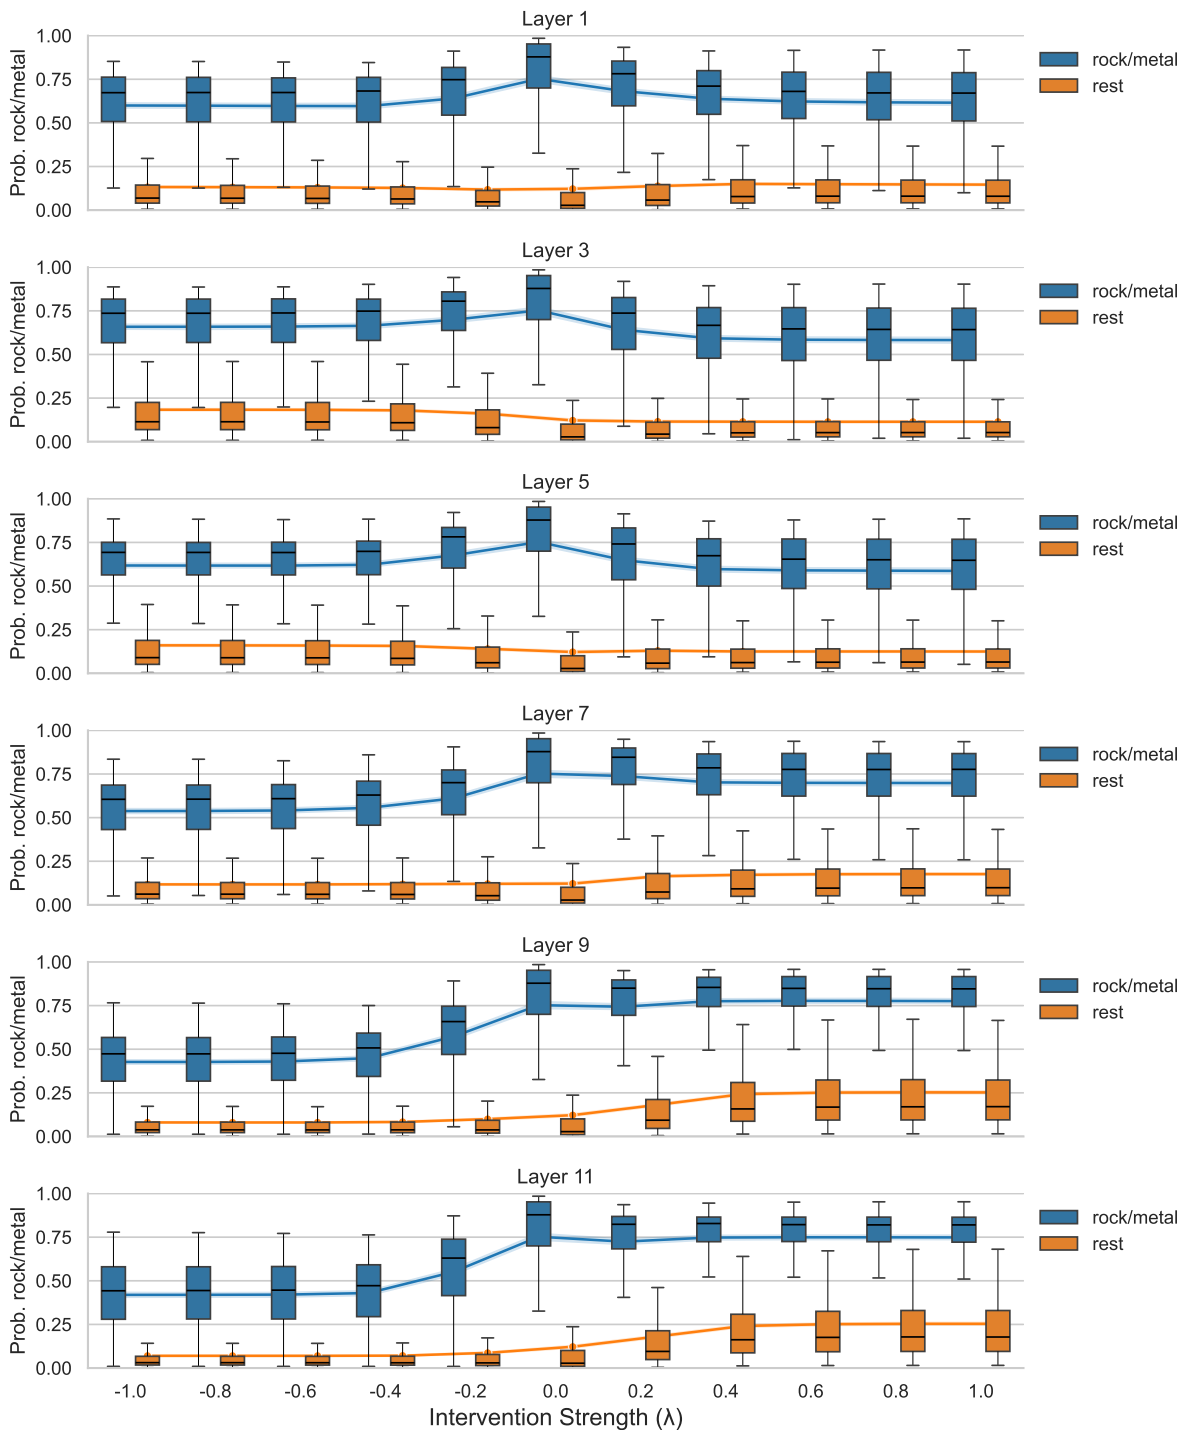 Layer 1
Prob. rock/metal
1.00
0.75
0.50
0.25
0.00
rock/metal
rest
Layer 3
Prob. rock/metal
1.00
0.75
0.50
0.25
0.00
rock/metal
rest
Layer 5
Prob. rock/metal
1.00
0.75
0.50
0.25
0.00
rock/metal
rest
Layer 7
Prob. rock/metal
1.00
0.75
0.50
0.25
0.00
rock/metal
rest
Layer 9
Prob. rock/metal
1.00
0.75
0.50
0.25
0.00
rock/metal
rest
Layer 11
Prob. rock/metal
1.00
0.75
0.50
0.25
0.00
rock/metal
rest
-1.0 -0.8 -0.6 -0.4 -0.2 0.0 0.2 0.4 0.6 0.8 1.0
Intervention Strength (λ)